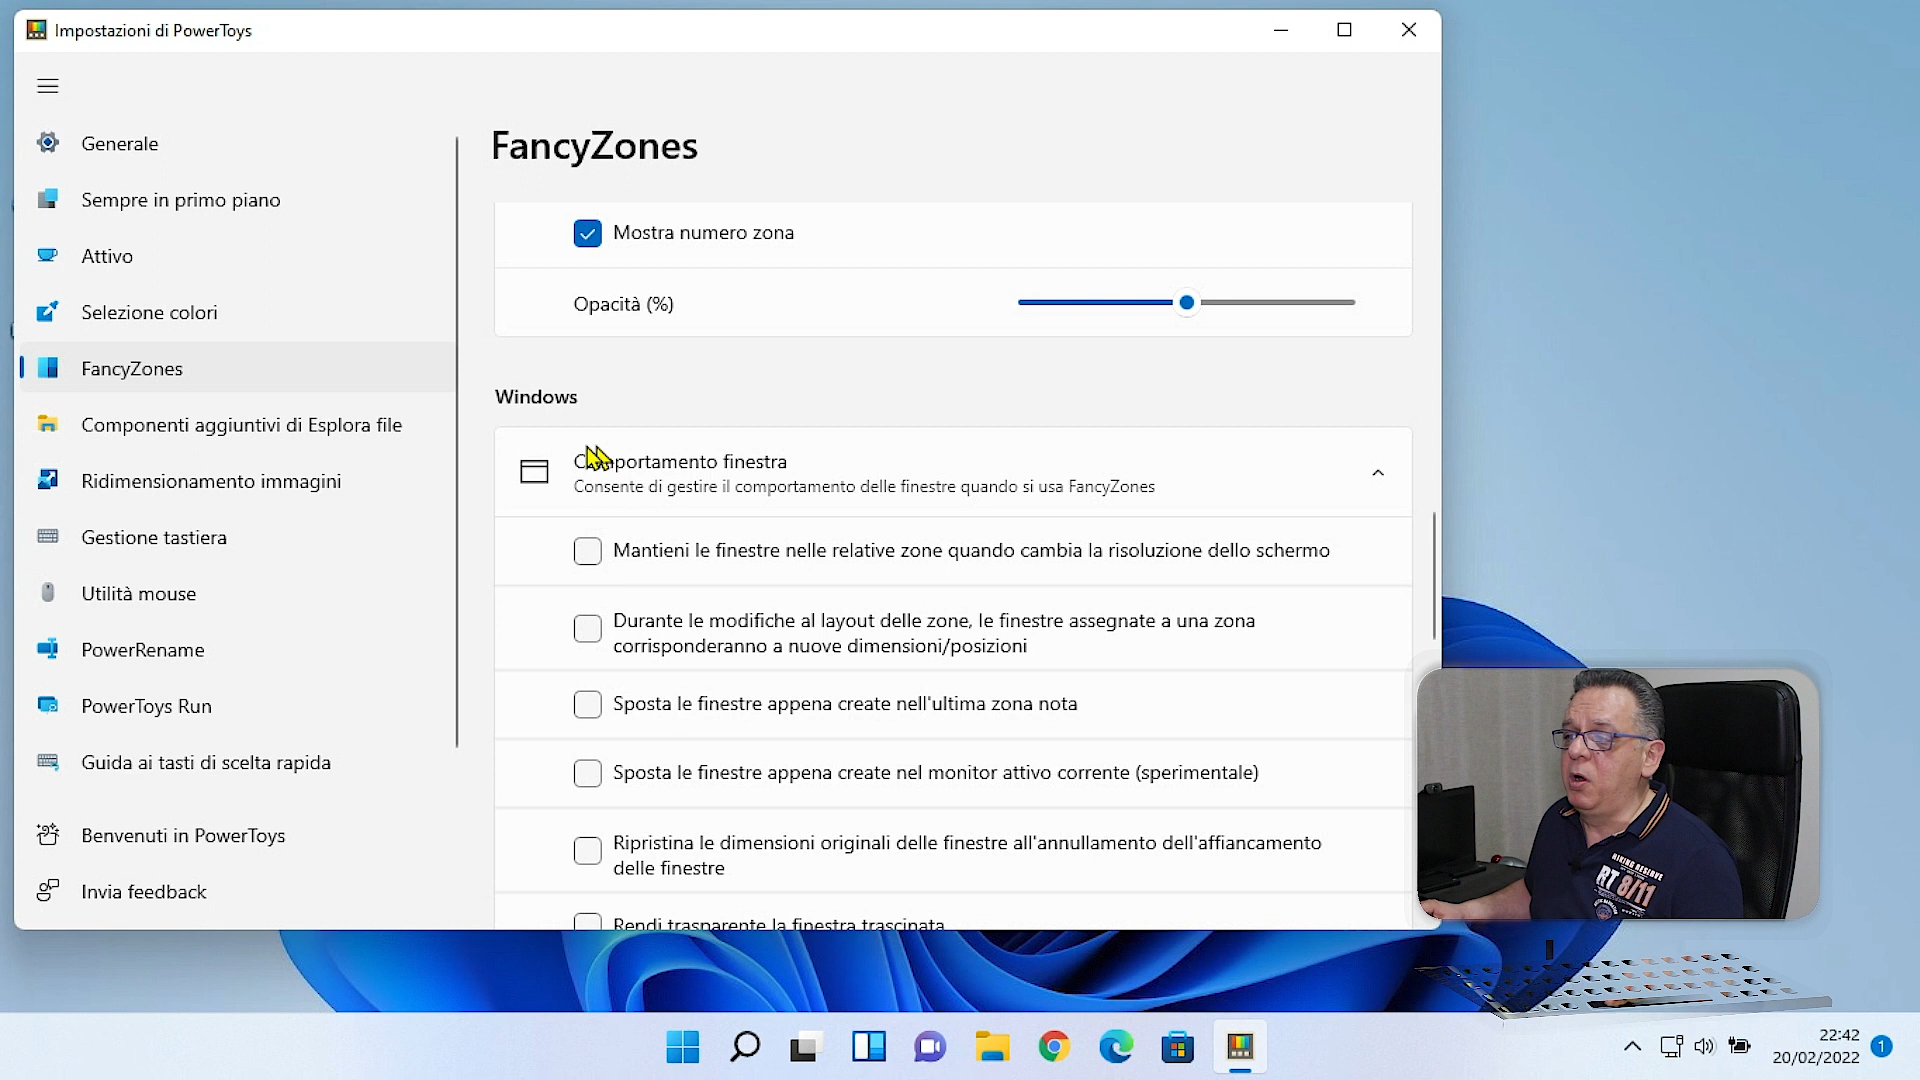 Impostazioni di PowerToys
Generale
Sempre in primo piano
Attivo
Selezione colori
FancyZones
Componenti aggiuntivi di Esplora file
Ridimensionamento immagini
Gestione tastiera
Utilità mouse
PowerRename
PowerToys Run
Guida ai tasti di scelta rapida
Benvenuti in PowerToys
Invia feedback
FancyZones
Mostra numero zona
Opacità (%)
Windows
Comportamento finestra
Consente di gestire il comportamento delle finestre quando si usa FancyZones
Mantieni le finestre nelle relative zone quando cambia la risoluzione dello schermo
Durante le modifiche al layout delle zone, le finestre assegnate a una zona
corrisponderanno a nuove dimensioni/posizioni
Sposta le finestre appena create nell'ultima zona nota
Sposta le finestre appena create nel monitor attivo corrente (sperimentale)
Ripristina le dimensioni originali delle finestre all'annullamento dell'affiancamento
delle finestre
Rendi trasparente la finestra trascinata
RT 8/11
22:42
20/02/2022
1